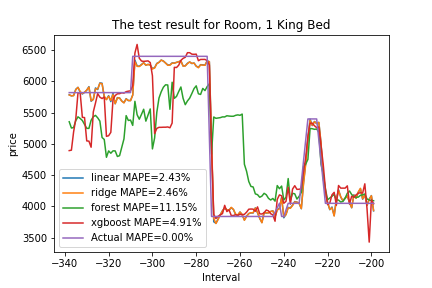 The test result for Room, 1 King Bed
price
6500
6000
5500
5000
4500
4000
3500
linear MAPE=2.43%
ridge MAPE=2.46%
forest MAPE=11.15%
xgboost MAPE=4.91%
Actual MAPE=0.00%
−340 −320 −300 −280 −260 −240 −220 −200
Interval